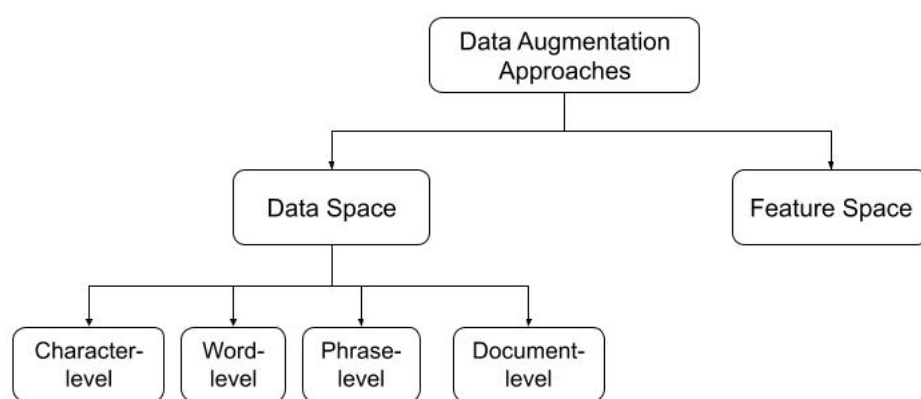 Data Augmentation
Approaches
Data Space
Feature Space
Character-
level
Word-
level
Phrase-
level
Document-
level